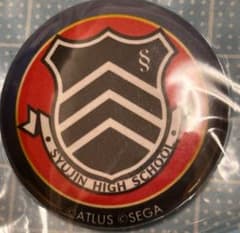 §
SYUJIN HIGH SCHOOL
ATLUS ©SEGA